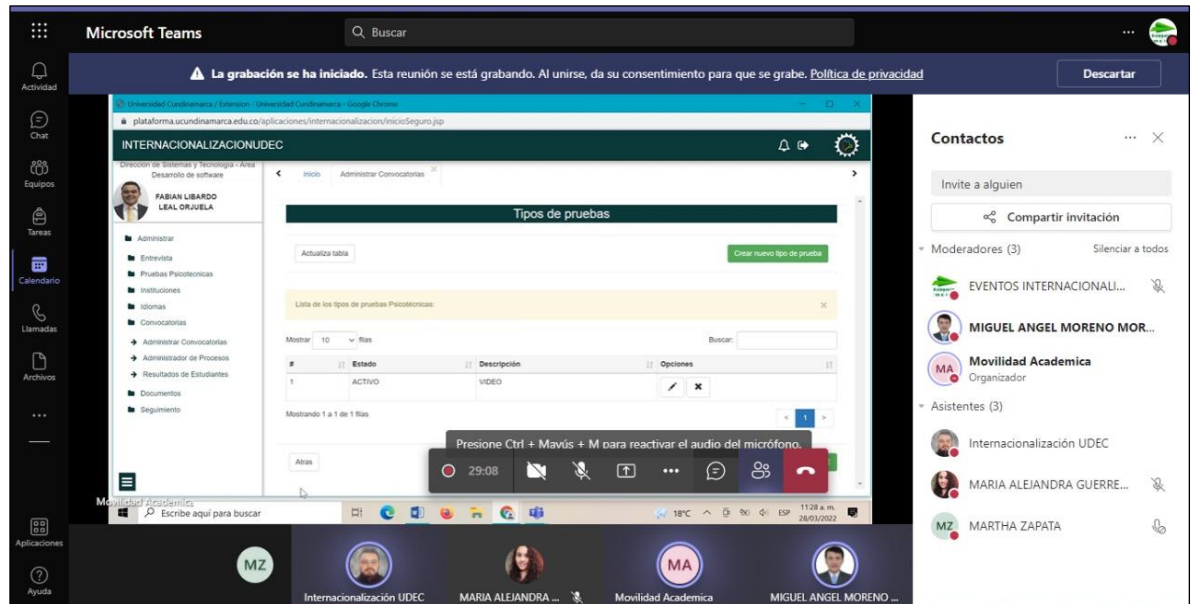 Microsoft Teams
Buscar
La grabación se ha iniciado. Esta reunión se está grabando. Al unirse, da su consentimiento para que se grabe. Política de privacidad
Descartar
Actividad
Chat
Equipos
Tareas
Calendario
Llamadas
Archivos
Aplicaciones
Ayuda
Universidad Cundinamarca / Extension - Universidad Cundinamarca - Google Chrome
plataforma.ucundinamarca.edu.co/aplicaciones/internacionalizacion/inicioSeguro.jsp
INTERNACIONALIZACIONUDEC
Dirección de Sistemas y Tecnología - Area
Desarrollo de software
FABIAN LIBARDO
LEAL ORJUELA
Administrar
Entrevista
Pruebas Psicotecnicas
Instituciones
Idiomas
Convocatorias
Administrar Convocatorias
Administrador de Procesos
Resultados de Estudiantes
Documentos
Seguimiento
Inicio
Administrar Convocatorias
Tipos de pruebas
Actualiza tabla
Crear nuevo tipo de prueba
Lista de los tipos de pruebas Psicotécnicas:
Mostrar 10 filas
Buscar:
# Estado Descripción Opciones
1 ACTIVO VIDEO
Mostrando 1 a 1 de 1 filas
< 1 >
Atras
Presione Ctrl + Mayús + M para reactivar el audio del micrófono.
29:08
Movilidad Academica
Escribe aquí para buscar
18°C
ESP
11:28 a. m.
28/03/2022
MZ
Internacionalización UDEC
MARIA ALEJANDRA ...
MA
Movilidad Academica
MIGUEL ANGEL MORENO ...
Contactos
Invite a alguien
Compartir invitación
Moderadores (3)
Silenciar a todos
EVENTOS INTERNACIONALI...
MIGUEL ANGEL MORENO MOR...
MA
Movilidad Academica
Organizador
Asistentes (3)
Internacionalización UDEC
MARIA ALEJANDRA GUERRE...
MZ
MARTHA ZAPATA